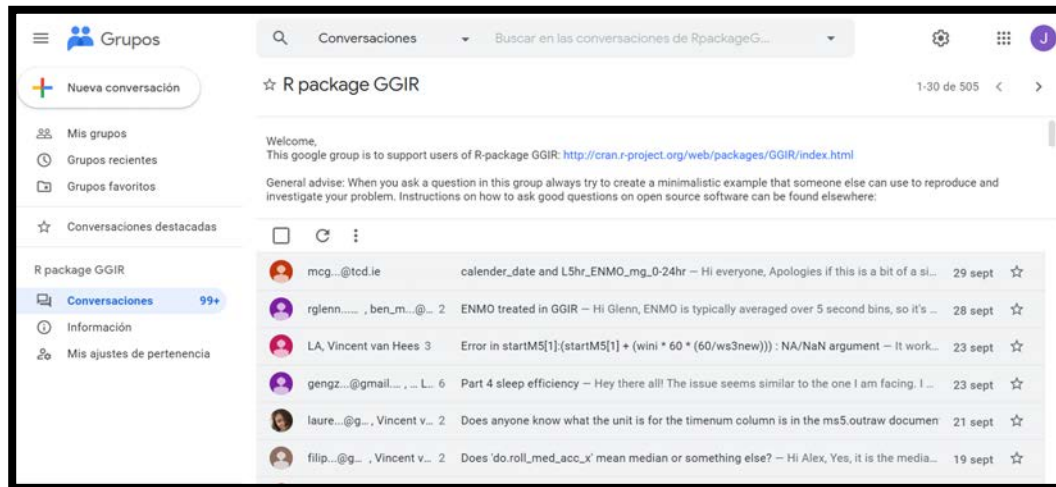 Grupos
Conversaciones
Buscar en las conversaciones de RpackageG...
J
Nueva conversación
☆ R package GGIR
1-30 de 505
Mis grupos
Grupos recientes
Grupos favoritos
Conversaciones destacadas
R package GGIR
Conversaciones 99+
Información
Mis ajustes de pertenencia
Welcome,
This google group is to support users of R-package GGIR: http://cran.r-project.org/web/packages/GGIR/index.html
General advise: When you ask a question in this group always try to create a minimalistic example that someone else can use to reproduce and
investigate your problem. Instructions on how to ask good questions on open source software can be found elsewhere:
mcg...@tcd.ie calender_date and L5hr_ENMO_mg_0-24hr – Hi everyone, Apologies if this is a bit of a si... 29 sept
rglenn...... , ben_m...@... 2 ENMO treated in GGIR – Hi Glenn, ENMO is typically averaged over 5 second bins, so it's ... 28 sept
LA, Vincent van Hees 3 Error in startM5[1]:(startM5[1] + (wini * 60 * (60/ws3new))) : NA/NaN argument – It work... 23 sept
gengz...@gmail.... , ... L... 6 Part 4 sleep efficiency – Hey there all! The issue seems similar to the one I am facing. I ... 23 sept
laure...@g... , Vincent v... 2 Does anyone know what the unit is for the timenum column is in the ms5.outraw documen 21 sept
filip...@g... , Vincent v... 2 Does 'do.roll_med_acc_x' mean median or something else? – Hi Alex, Yes, it is the media... 19 sept